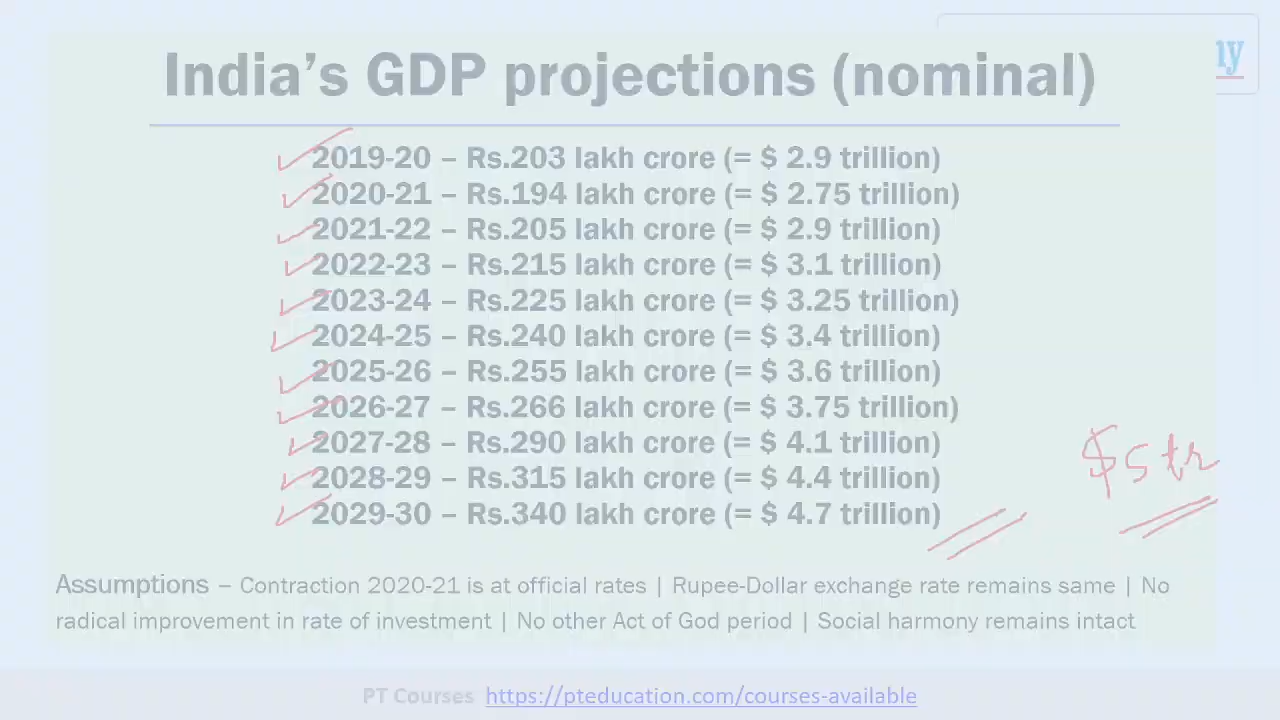 India's GDP projections (nominal)
2019-20 – Rs.203 lakh crore (= $ 2.9 trillion)
2020-21 – Rs.194 lakh crore (= $ 2.75 trillion)
2021-22 – Rs.205 lakh crore (= $ 2.9 trillion)
2022-23 – Rs.215 lakh crore (= $ 3.1 trillion)
2023-24 – Rs.225 lakh crore (= $ 3.25 trillion)
2024-25 – Rs.240 lakh crore (= $ 3.4 trillion)
2025-26 – Rs.255 lakh crore (= $ 3.6 trillion)
2026-27 – Rs.266 lakh crore (= $ 3.75 trillion)
2027-28 – Rs.290 lakh crore (= $ 4.1 trillion)
2028-29 – Rs.315 lakh crore (= $ 4.4 trillion)
2029-30 – Rs.340 lakh crore (= $ 4.7 trillion)
$5 tr
Assumptions – Contraction 2020-21 is at official rates | Rupee-Dollar exchange rate remains same | No
radical improvement in rate of investment | No other Act of God period | Social harmony remains intact
PT Courses https://pteducation.com/courses-available